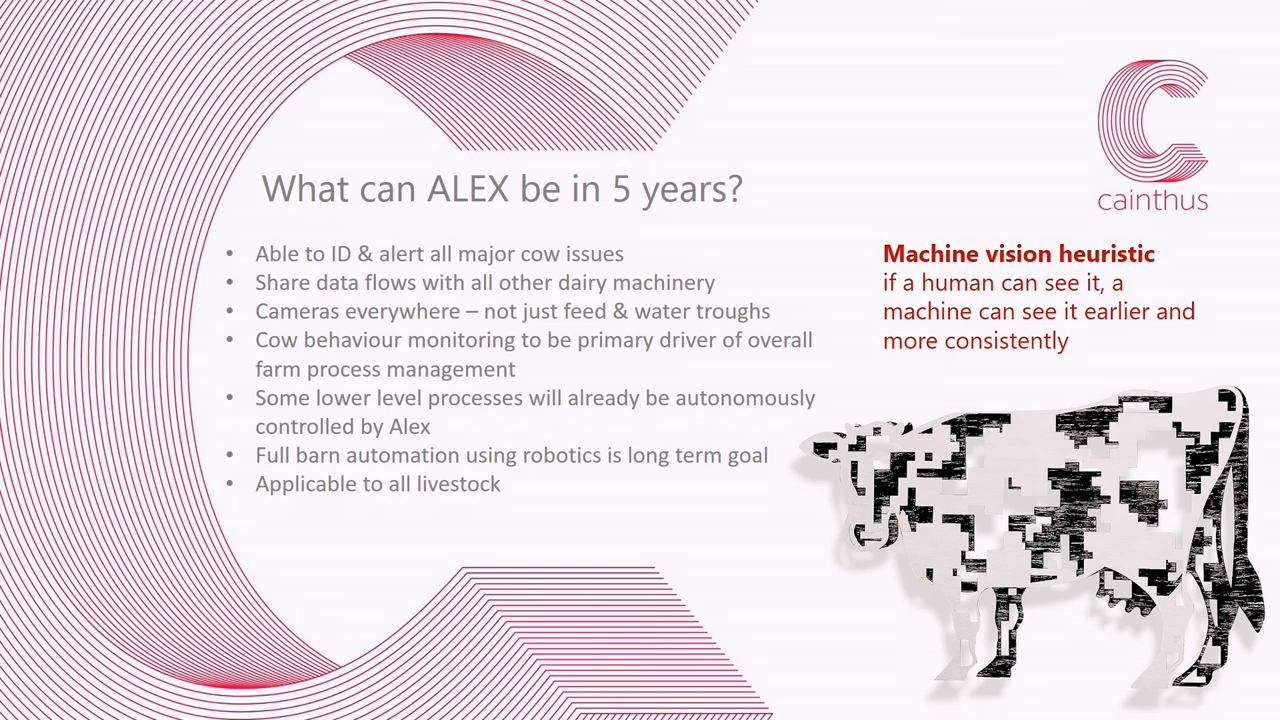 cainthus
What can ALEX be in 5 years?
• Able to ID & alert all major cow issues
• Share data flows with all other dairy machinery
• Cameras everywhere – not just feed & water troughs
• Cow behaviour monitoring to be primary driver of overall
farm process management
• Some lower level processes will already be autonomously
controlled by Alex
• Full barn automation using robotics is long term goal
• Applicable to all livestock
Machine vision heuristic
if a human can see it, a
machine can see it earlier and
more consistently